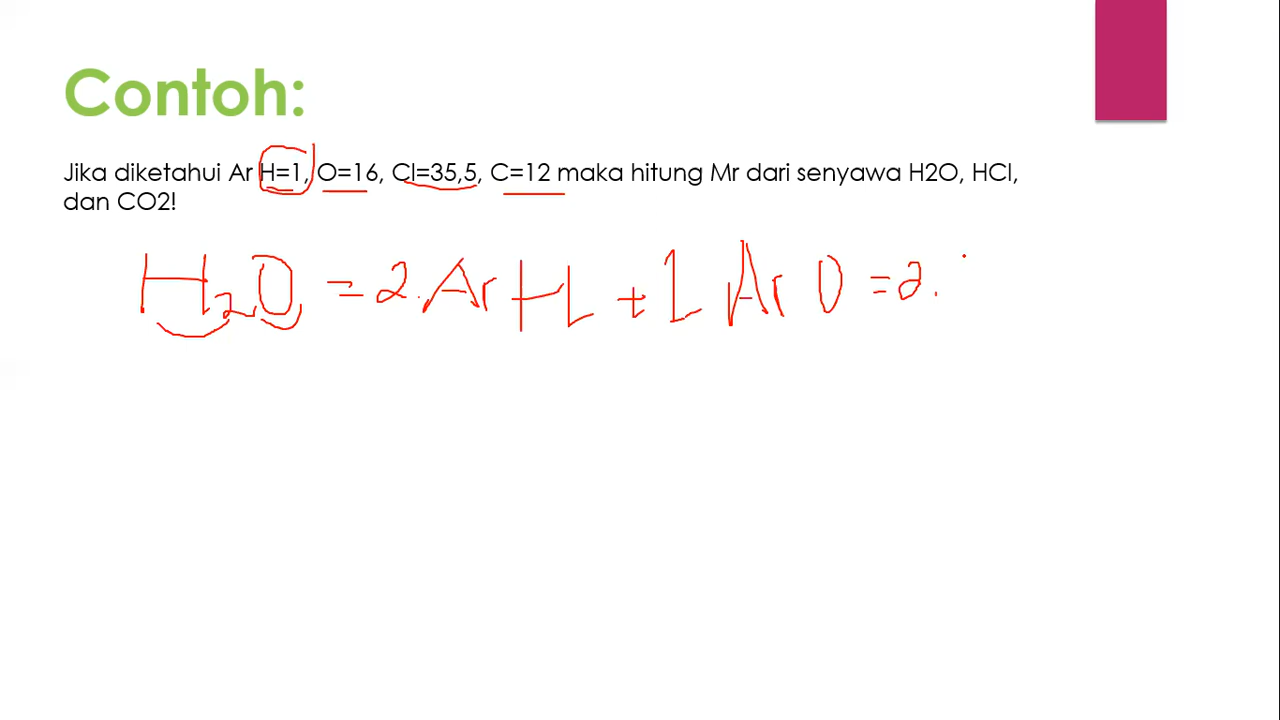 Contoh:
Jika diketahui Ar H=1, O=16, Cl=35,5, C=12 maka hitung Mr dari senyawa H2O, HCl,
dan CO2!
H2O = 2.Ar H + 1 Ar O = 2.